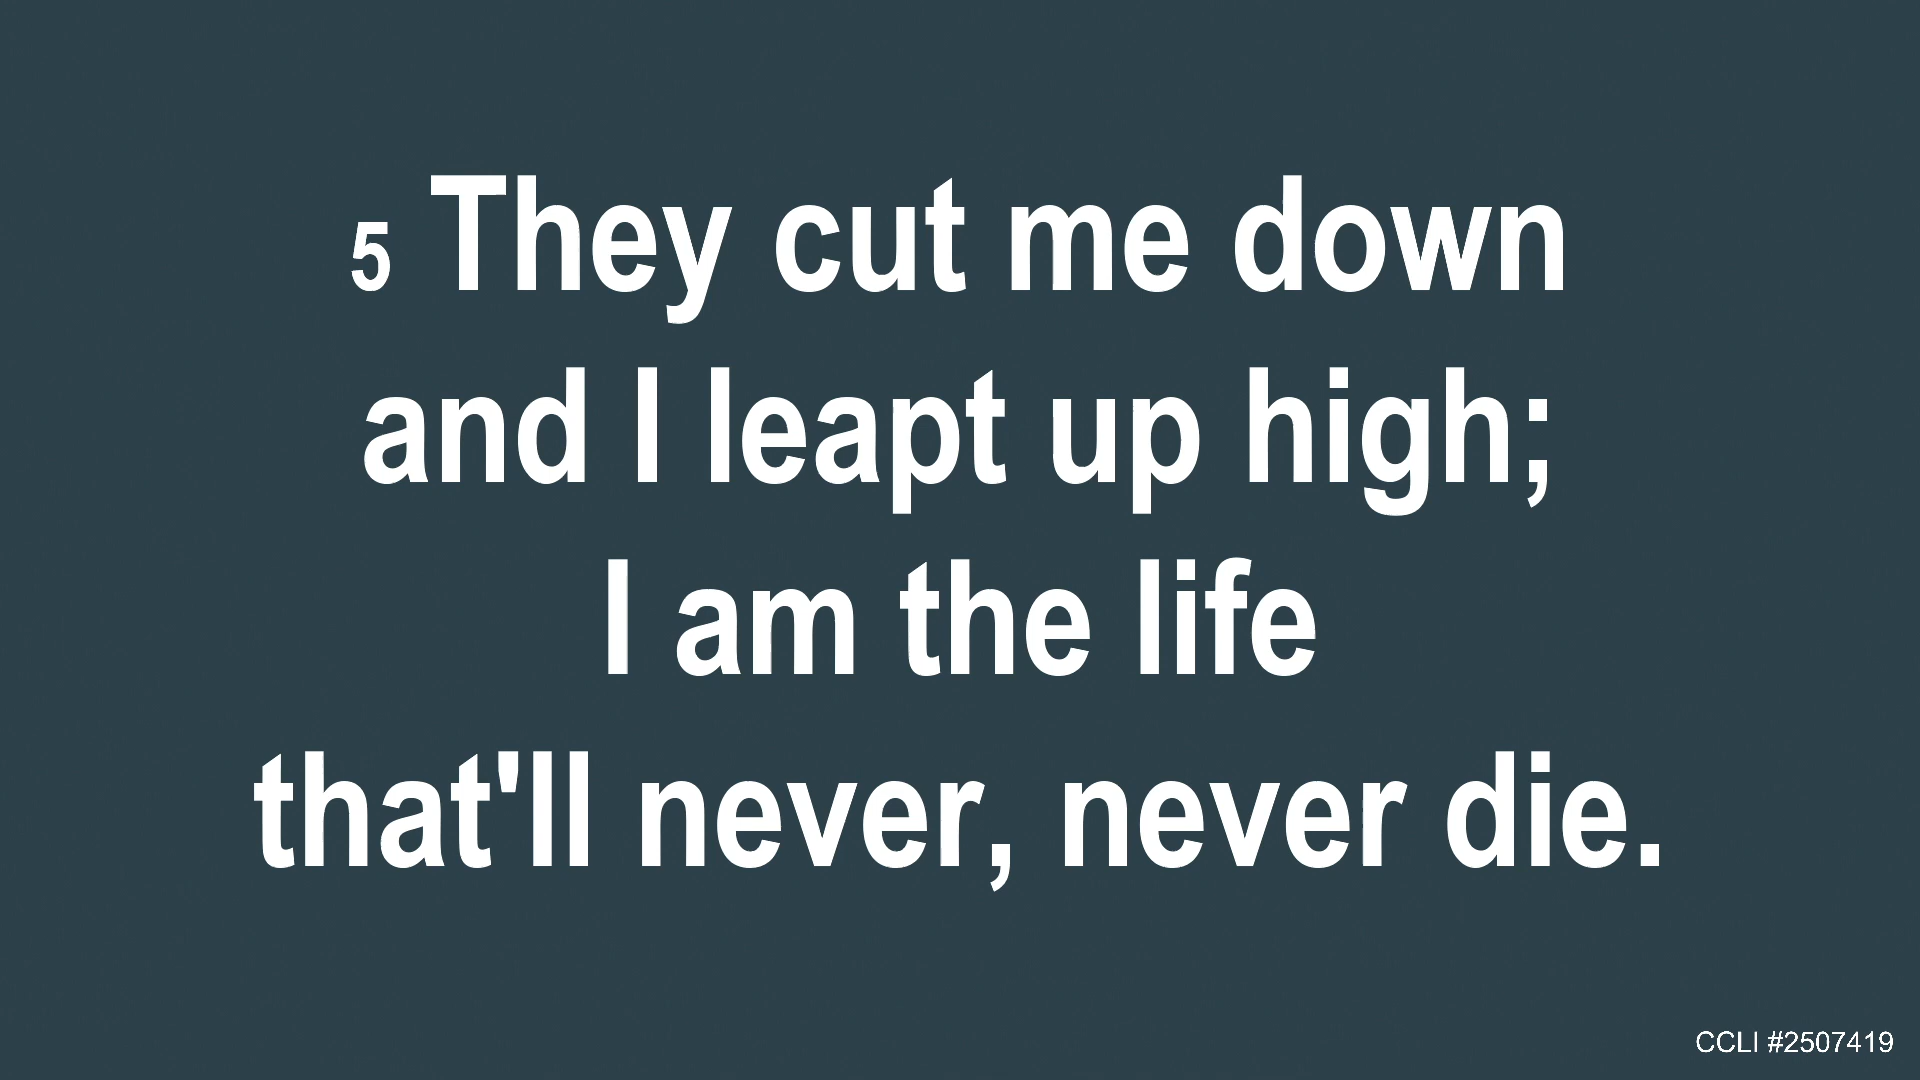 5 They cut me down
and I leapt up high;
I am the life
that'll never, never die.
CCLI #2507419